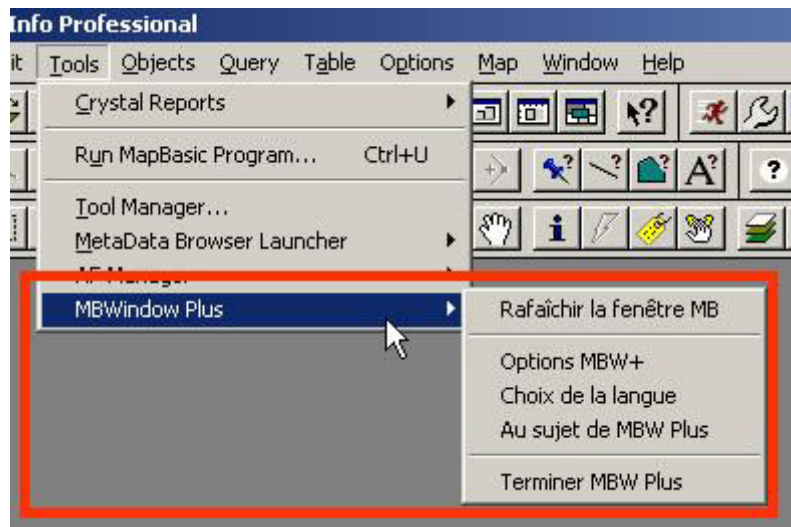 Info Professional
it Tools Objects Query Table Options Map Window Help
Crystal Reports
Run MapBasic Program... Ctrl+U
Tool Manager...
MetaData Browser Launcher
Manager
MBWindow Plus
Rafaîchir la fenêtre MB
Options MBW+
Choix de la langue
Au sujet de MBW Plus
Terminer MBW Plus